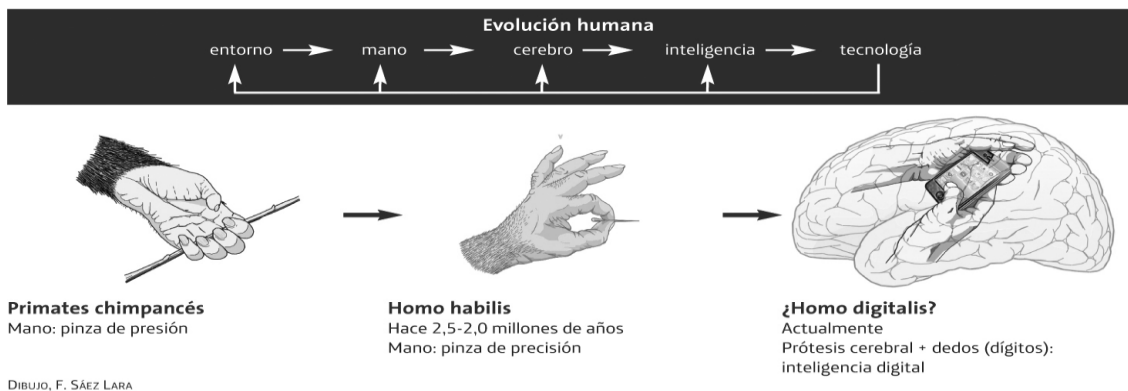 Evolución humana
entorno mano cerebro inteligencia tecnología
Primates chimpancés
Mano: pinza de presión
Homo habilis
Hace 2,5-2,0 millones de años
Mano: pinza de precisión
¿Homo digitalis?
Actualmente
Prótesis cerebral + dedos (dígitos):
inteligencia digital
DIBUJO, F. SÁEZ LARA